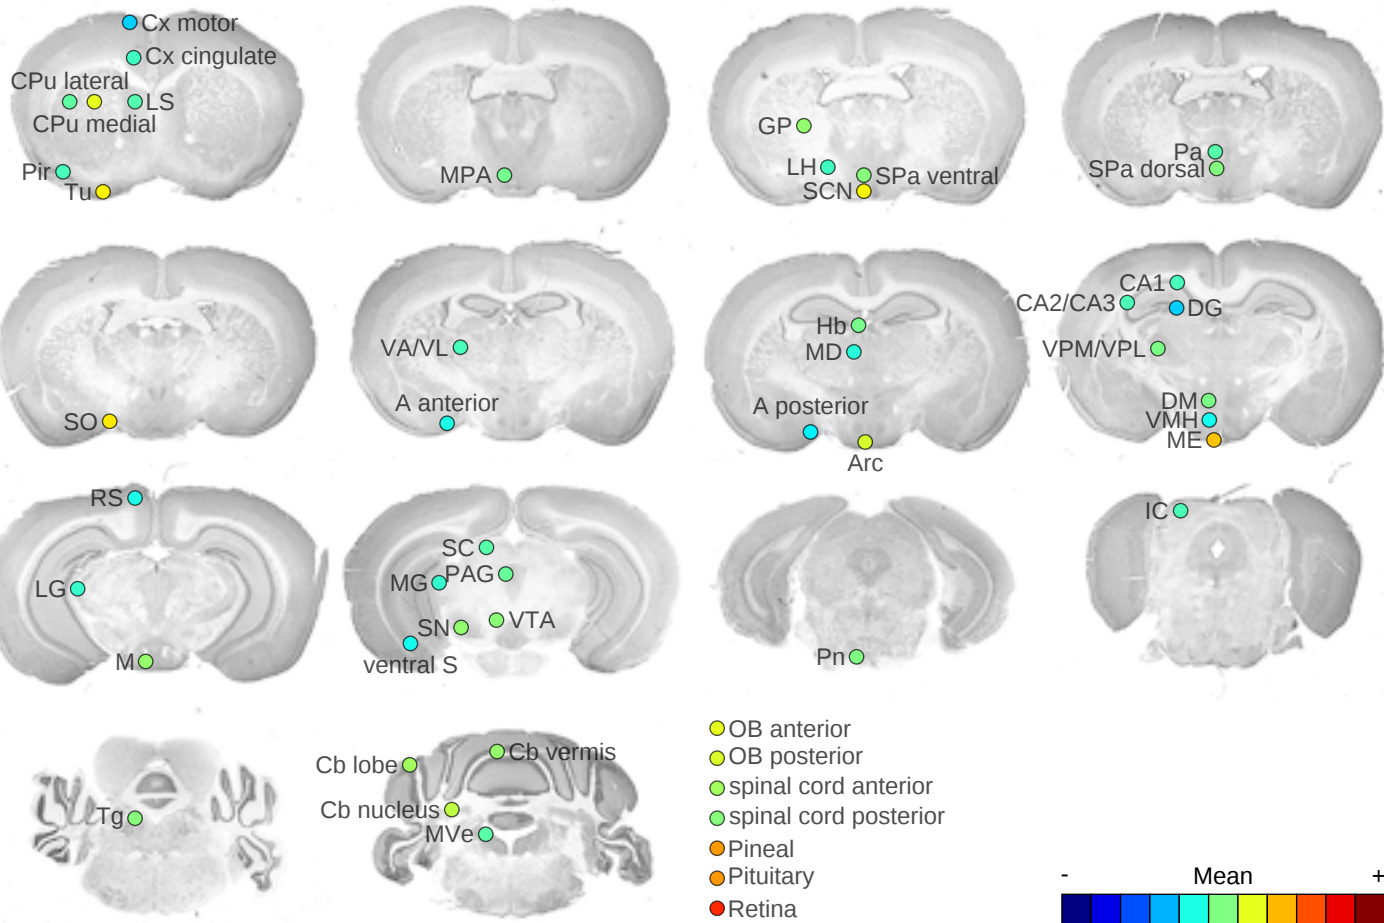 Cx motor
Cx cingulate
CPu lateral
LS
CPu medial
Pir
Tu
MPA
GP
LH
SPa ventral
SCN
Pa
SPa dorsal
SO
VA/VL
A anterior
Hb
MD
A posterior
Arc
CA1
CA2/CA3
DG
VPM/VPL
DM
VMH
ME
RS
LG
M
SC
MG
PAG
SN
VTA
ventral S
Pn
IC
Tg
Cb lobe
Cb vermis
Cb nucleus
MVe
OB anterior
OB posterior
spinal cord anterior
spinal cord posterior
Pineal
Pituitary
Retina
- Mean +